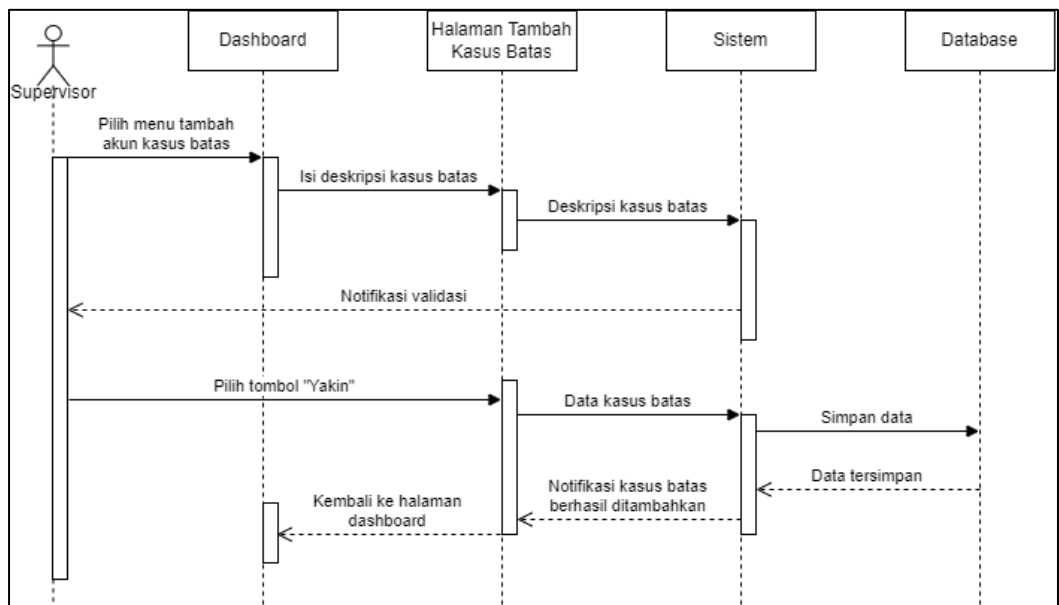 Dashboard
Halaman Tambah
Kasus Batas
Sistem
Database
Supervisor
Pilih menu tambah
akun kasus batas
Isi deskripsi kasus batas
Deskripsi kasus batas
Notifikasi validasi
Pilih tombol "Yakin"
Data kasus batas
Simpan data
Data tersimpan
Notifikasi kasus batas
berhasil ditambahkan
Kembali ke halaman
dashboard